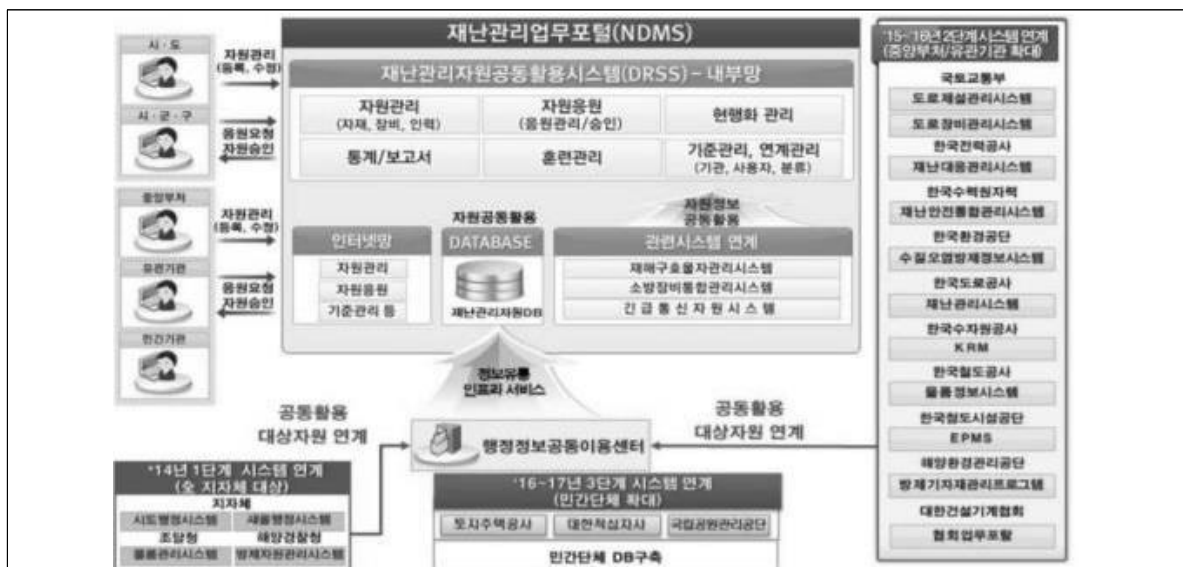 재난관리업무포털(NDMS)
시·도
자원관리
(등록, 수정)
시·군·구
응원요청
자원승인
중앙부처
자원관리
(등록, 수정)
유관기관
응원요청
자원승인
민간기관
재난관리자원공동활용시스템(DRSS) – 내부망
자원관리
(자재, 장비, 인력)
자원응원
(응원관리/승인)
현행화 관리
통계/보고서
훈련관리
기준관리, 연계관리
(기관, 사용자, 분류)
자원정보
공동활용
인터넷망
자원관리
자원응원
기준관리 등
자원공동활용
DATABASE
재난관리자원DB
관련시스템 연계
재해구호물자관리시스템
소방장비통합관리시스템
긴급통신자원시스템
정보유통
인프라 서비스
공동활용
대상자원 연계
행정정보공동이용센터
공동활용
대상자원 연계
'14년 1단계 시스템 연계
(全 지자체 대상)
지자체
시도행정시스템
새올행정시스템
조달청
해양경찰청
물품관리시스템
방제자원관리시스템
'16~17년 3단계 시스템 연계
(민간단체 확대)
토지주택공사
대한적십자사
국립공원관리공단
민간단체 DB구축
'15~'16년 2단계 시스템 연계
(중앙부처/유관기관 확대)
국토교통부
도로제설관리시스템
도로장비관리시스템
한국전력공사
재난대응관리시스템
한국수력원자력
재난안전통합관리시스템
한국환경공단
수질오염방제정보시스템
한국도로공사
재난관리시스템
한국수자원공사
KRM
한국철도공사
물품정보시스템
한국철도시설공단
EPMS
해양환경관리공단
방제기자재관리프로그램
대한건설기계협회
협회업무포탈